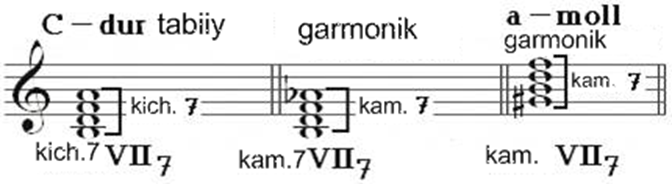 C – dur tabiiy garmonik a – moll
garmonik
kich. 7 kam. 7 kam. 7
kich.7 VII7 kam.7 VII7 kam. VII7